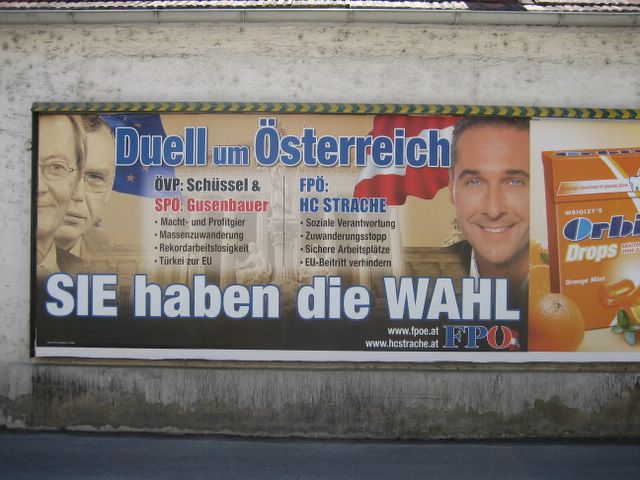 Duell um Österreich
ÖVP: Schüssel &
SPÖ: Gusenbauer
• Macht- und Profitgier
• Massenzuwanderung
• Rekordarbeitslosigkeit
• Türkei zur EU
FPÖ:
HC STRACHE
• Soziale Verantwortung
• Zuwanderungsstopp
• Sichere Arbeitsplätze
• EU-Beitritt verhindern
SIE haben die WAHL
www.fpoe.at
www.hcstrache.at
FPÖ
WRIGLEY'S
Orbi
Drops
Orange Mint